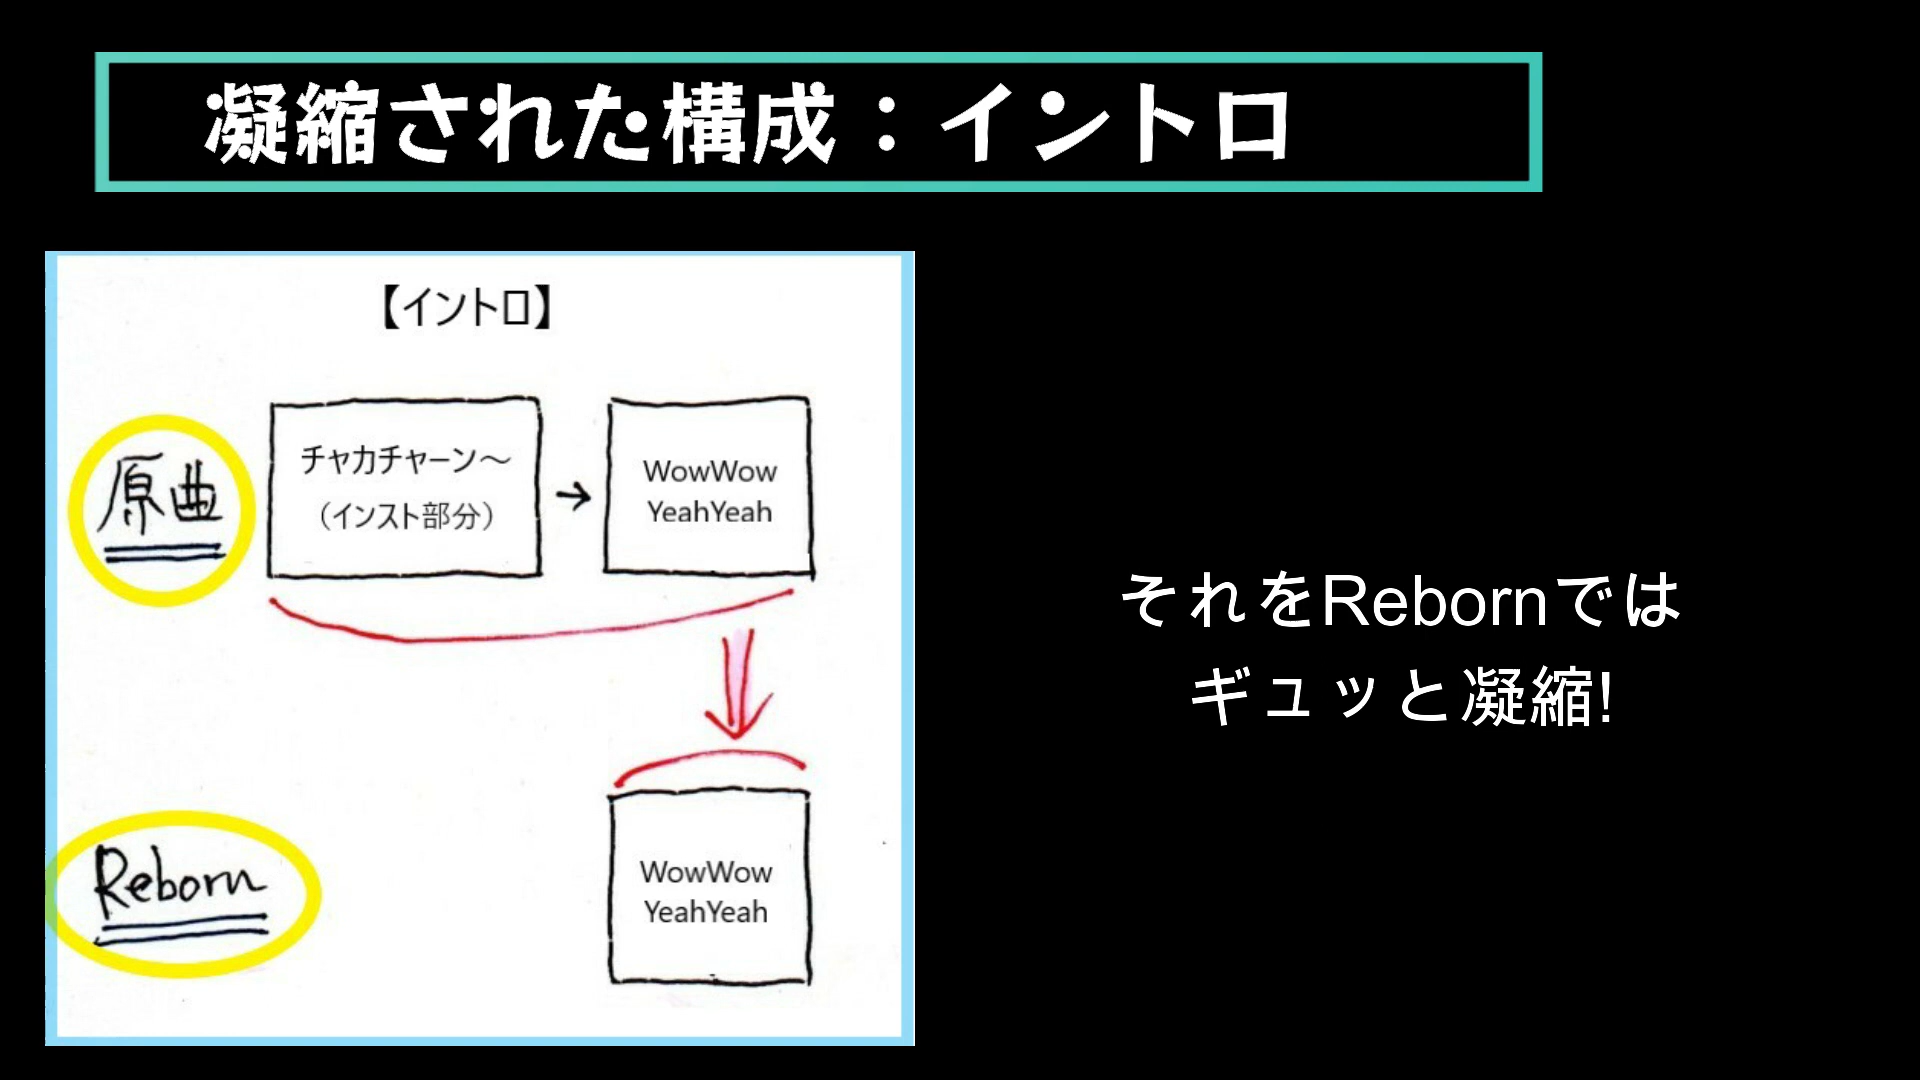 凝縮された構成：イントロ
【イントロ】
原曲
チャカチャーン～
（インスト部分）
→
WowWow
YeahYeah
Reborn
WowWow
YeahYeah
それをRebornでは
ギュッと凝縮!